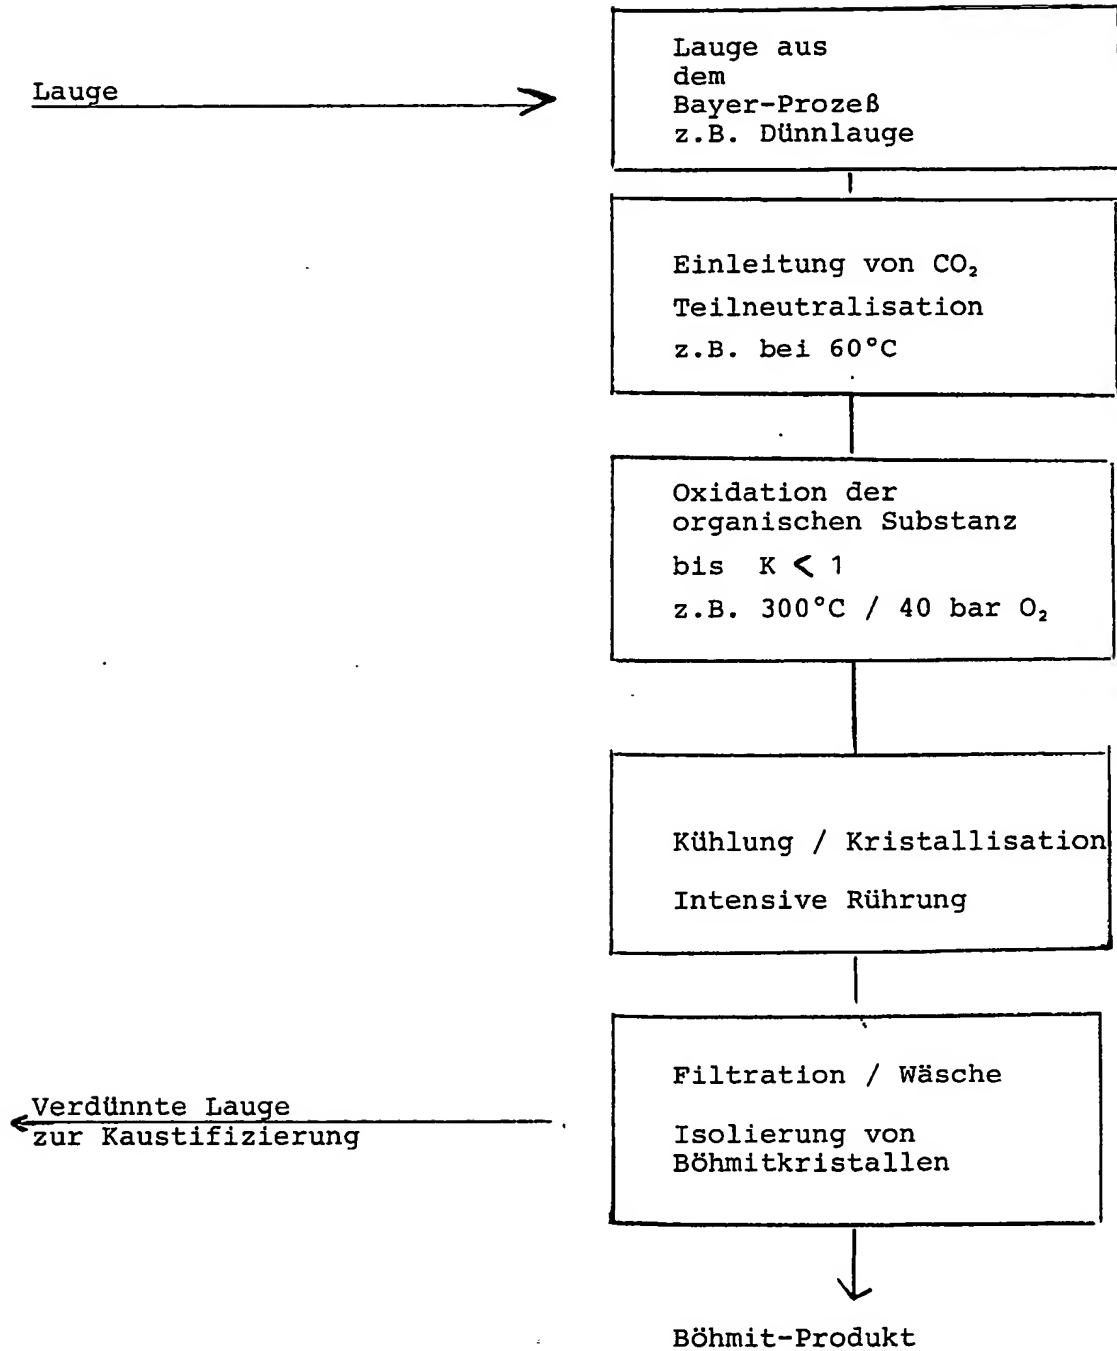 Lauge
Lauge aus
dem
Bayer-Prozeß
z.B. Dünnlauge
Einleitung von CO₂
Teilneutralisation
z.B. bei 60°C
Oxidation der
organischen Substanz
bis K < 1
z.B. 300°C / 40 bar O₂
Kühlung / Kristallisation
Intensive Rührung
Filtration / Wäsche
Verdünnte Lauge
zur Kaustifizierung
Isolierung von
Böhmitkristallen
Böhmit-Produkt